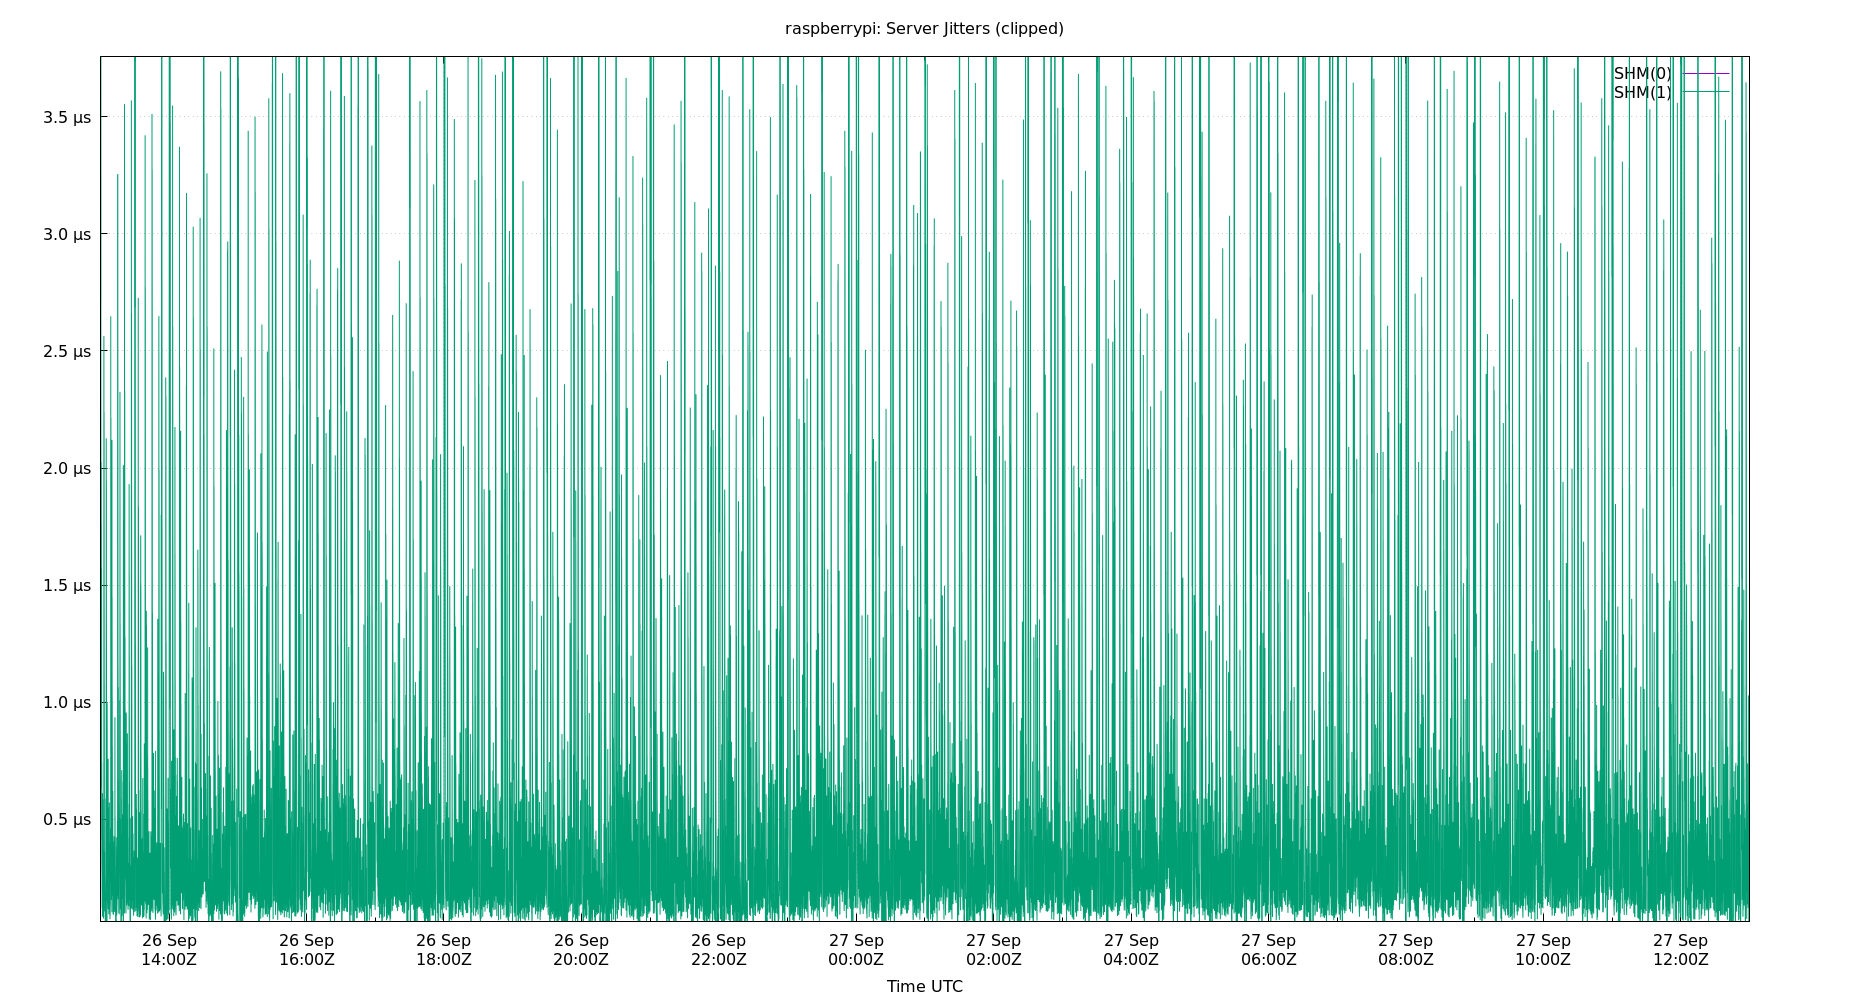 raspberrypi: Server Jitters (clipped)
SHM(0)
SHM(1)
3.5 µs
3.0 µs
2.5 µs
2.0 µs
1.5 µs
1.0 µs
0.5 µs
26 Sep 26 Sep 26 Sep 26 Sep 26 Sep 27 Sep 27 Sep 27 Sep 27 Sep 27 Sep 27 Sep 27 Sep
14:00Z 16:00Z 18:00Z 20:00Z 22:00Z 00:00Z 02:00Z 04:00Z 06:00Z 08:00Z 10:00Z 12:00Z
Time UTC